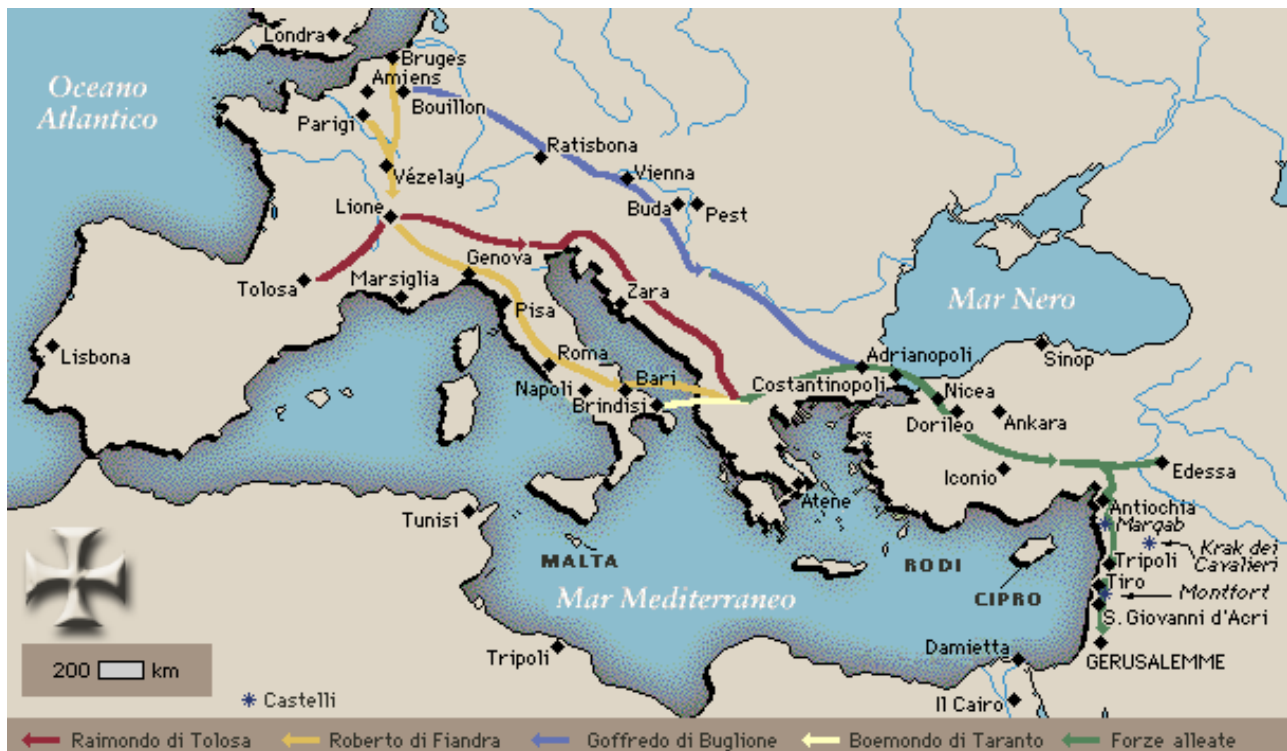 Londra
Bruges
Oceano
Atlantico
Amiens
Bouillon
Parigi
Ratisbona
Vézelay
Vienna
Lione
Buda
Pest
Genova
Tolosa
Marsiglia
Zara
Mar Nero
Pisa
Lisbona
Roma
Adrianopoli
Sinop
Napoli
Bari
Costantinopoli
Nicea
Brindisi
Dorileo
Ankara
Iconio
Edessa
Atene
Tunisi
Antiochia
Margab
MALTA
RODI
Krak dei
Cavalieri
Tripoli
Tiro
CIPRO
Montfort
Mar Mediterraneo
S. Giovanni d'Acri
Damietta
Tripoli
GERUSALEMME
200 km
Castelli
Il Cairo
Raimondo di Tolosa
Roberto di Fiandra
Goffredo di Buglione
Boemondo di Taranto
Forze alleate